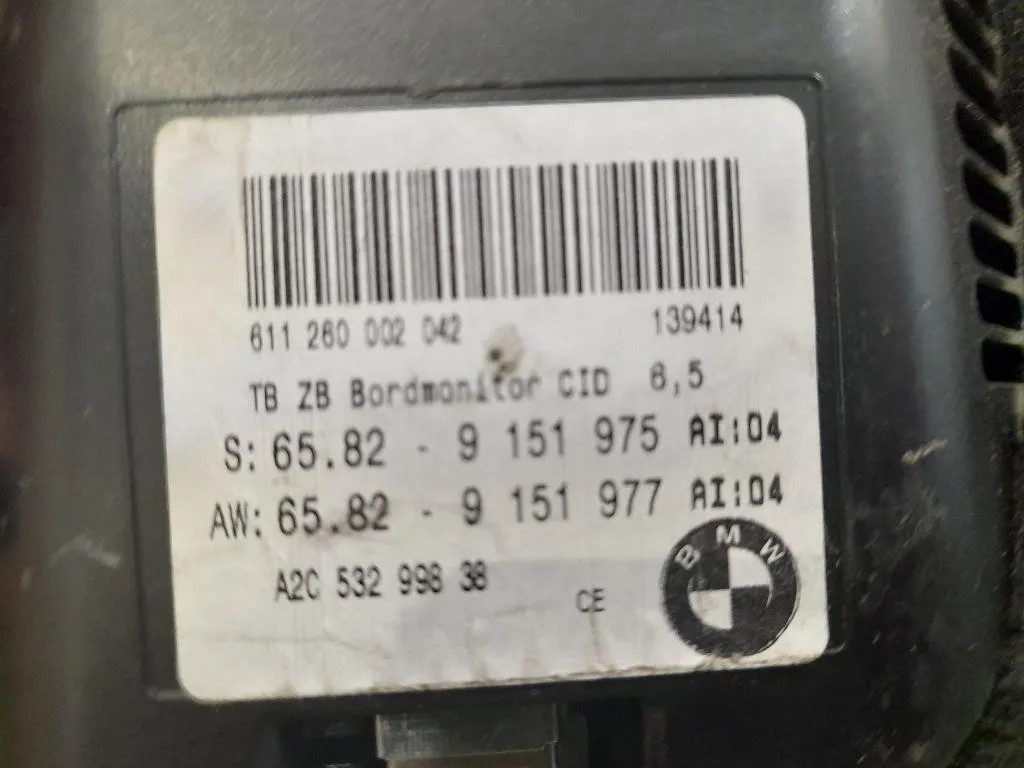 611 260 002 042 139414
TB ZB Bordmonitor CID 6,5
S: 65.82 - 9 151 975 AI:04
AW: 65.82 - 9 151 977 AI:04
A2C 532 998 38
CE
BMW